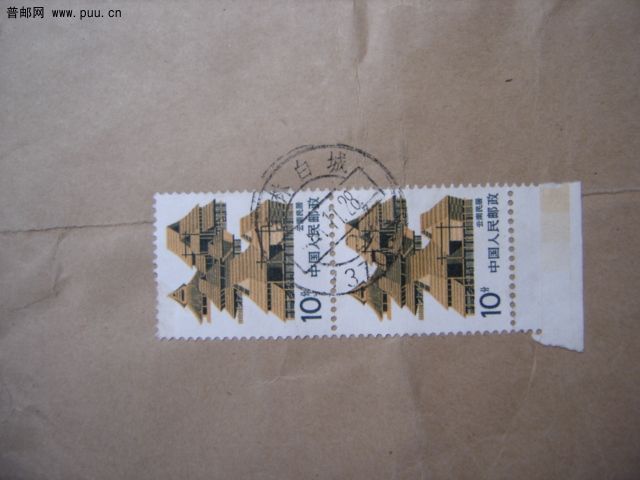 普邮网 www.puu.cn
白城
28
中国人民邮政
云南民居
10分
中国人民邮政
云南民居
10分